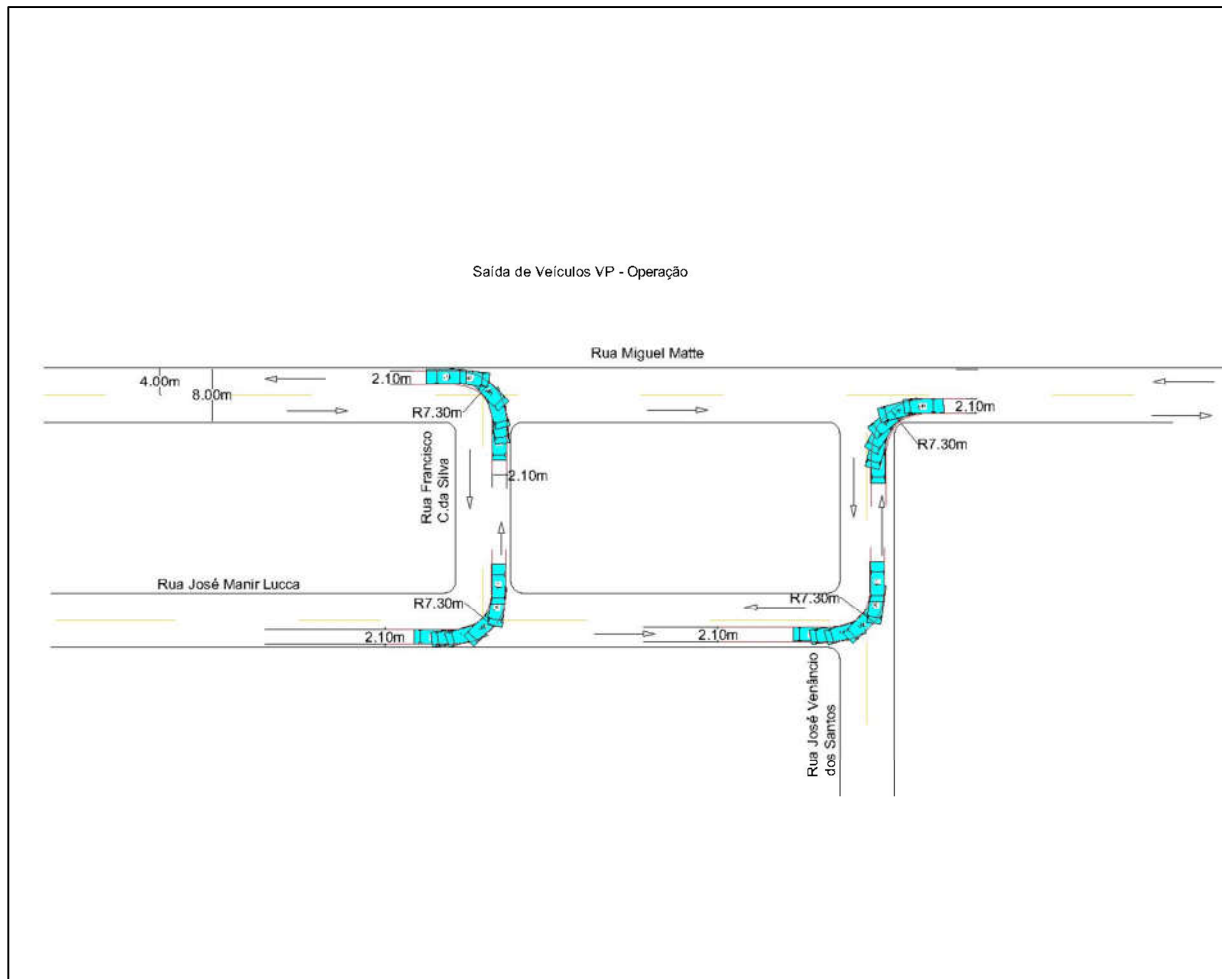 Saída de Veículos VP - Operação
Rua Miguel Matte
4.00m
8.00m
2.10m
R7.30m
2.10m
R7.30m
Rua Francisco
C.da Silva
2.10m
Rua José Manir Lucca
R7.30m
R7.30m
2.10m
2.10m
Rua José Venâncio
dos Santos